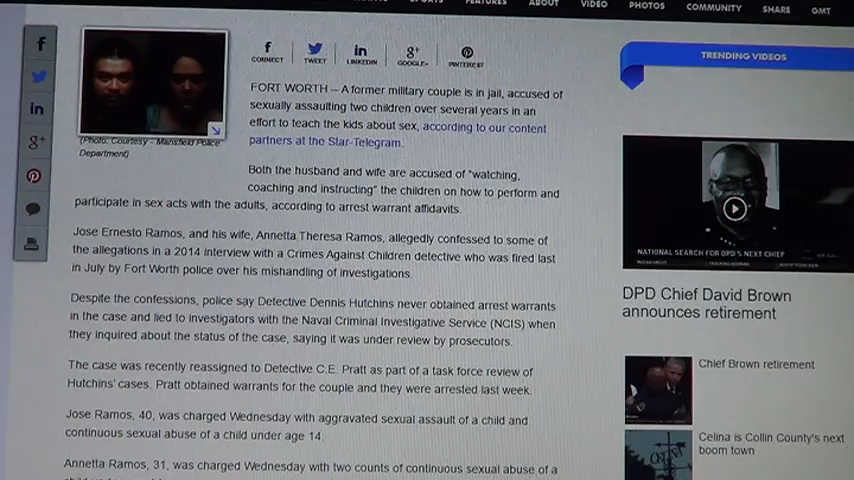 FEATURES
ABOUT
VIDEO
PHOTOS
COMMUNITY
SHARE
GMT
f
in
g+
f
in
g+
CONNECT
TWEET
LINKEDIN
GOOGLE+
PINTEREST
TRENDING VIDEOS
(Photo: Courtesy - Mansfield Police
Department)
FORT WORTH – A former military couple is in jail, accused of
sexually assaulting two children over several years in an
effort to teach the kids about sex, according to our content
partners at the Star-Telegram.
Both the husband and wife are accused of "watching,
coaching and instructing" the children on how to perform and
participate in sex acts with the adults, according to arrest warrant affidavits.
Jose Ernesto Ramos, and his wife, Annetta Theresa Ramos, allegedly confessed to some of
the allegations in a 2014 interview with a Crimes Against Children detective who was fired last
in July by Fort Worth police over his mishandling of investigations.
Despite the confessions, police say Detective Dennis Hutchins never obtained arrest warrants
in the case and lied to investigators with the Naval Criminal Investigative Service (NCIS) when
they inquired about the status of the case, saying it was under review by prosecutors.
The case was recently reassigned to Detective C.E. Pratt as part of a task force review of
Hutchins' cases. Pratt obtained warrants for the couple and they were arrested last week.
Jose Ramos, 40, was charged Wednesday with aggravated sexual assault of a child and
continuous sexual abuse of a child under age 14.
Annetta Ramos, 31, was charged Wednesday with two counts of continuous sexual abuse of a
NATIONAL SEARCH FOR DPD'S NEXT CHIEF
DPD Chief David Brown
announces retirement
Chief Brown retirement
Celina is Collin County's next
boom town